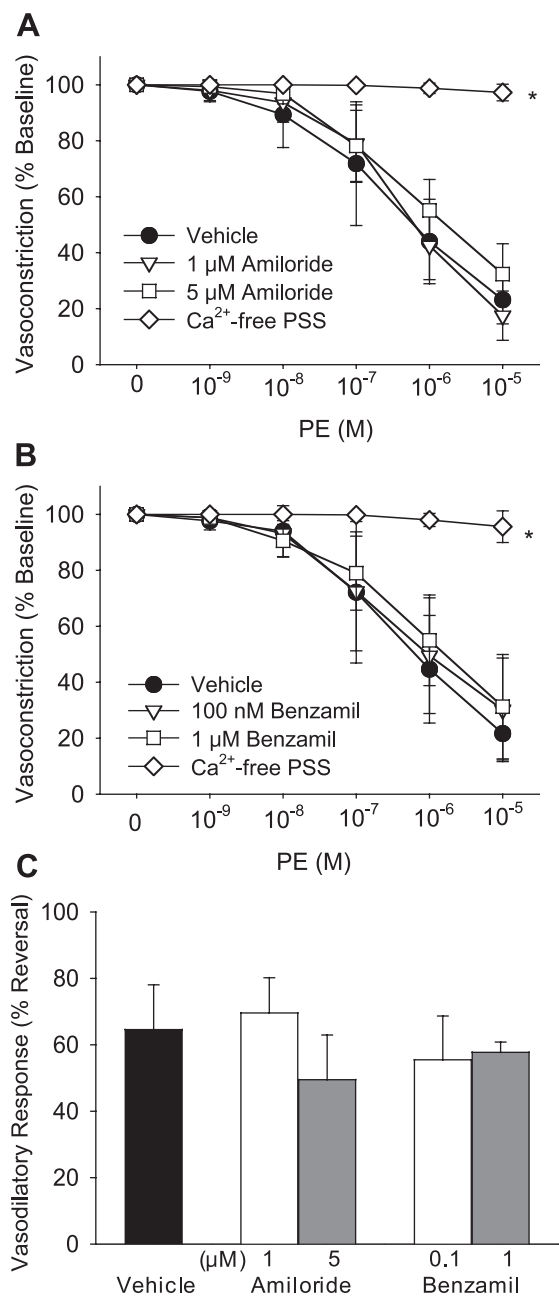 A
Vasoconstriction (% Baseline)
100
80
60
40
20
0
*
Vehicle
1 µM Amiloride
5 µM Amiloride
Ca²⁺-free PSS
0 10⁻⁹ 10⁻⁸ 10⁻⁷ 10⁻⁶ 10⁻⁵
PE (M)
B
Vasoconstriction (% Baseline)
100
80
60
40
20
0
*
Vehicle
100 nM Benzamil
1 µM Benzamil
Ca²⁺-free PSS
0 10⁻⁹ 10⁻⁸ 10⁻⁷ 10⁻⁶ 10⁻⁵
PE (M)
C
Vasodilatory Response (% Reversal)
100
80
60
40
20
0
(µM) 1 5 0.1 1
Vehicle Amiloride Benzamil